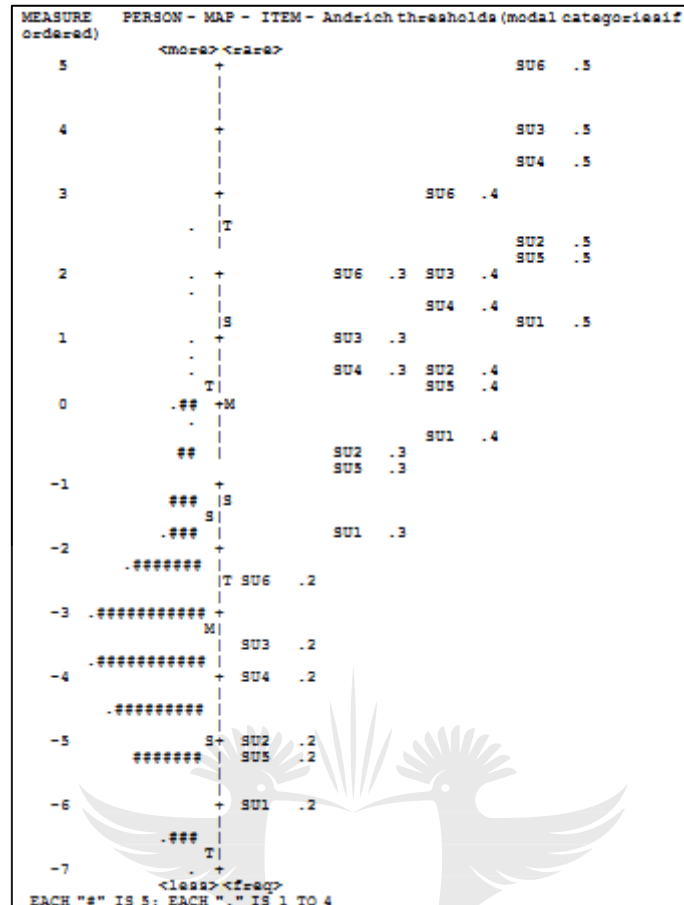 MEASURE    PERSON - MAP - ITEM - Andrich thresholds(modal categoriesif
ordered)
                <more> <rare>
    5                 +                              SU6   .5
                      |
                      |
                      |
    4                 +                              SU3   .5
                      |
                      |                              SU4   .5
                      |
    3                 +                    SU6   .4
                      |
                   .  |T
                      |                              SU2   .5
                                                     SU5   .5
    2              .  +           SU6   .3 SU3   .4
                   .  |
                      |                    SU4   .4
                      |S                             SU1   .5
    1              .  +           SU3   .3
                   .  |
                   .  |           SU4   .3 SU2   .4
                     T|                    SU5   .4
    0            .##  +M
                   .  |
                      |                    SU1   .4
                  ##  |           SU2   .3
                                  SU5   .3
   -1                 +
                 ###  |S
                     S|
                .###  |           SU1   .3
   -2                 +
            .#######  |
                      |T SU6   .2
                      |
   -3   .########### +
                     M|
                      | SU3   .2
        .########### |
   -4                 + SU4   .2
                      |
          .######### |
                      |
   -5                S+ SU2   .2
             #######  | SU5   .2
                      |
   -6                 + SU1   .2
                      |
                .###  |
                     T|
   -7              .  +
                <less> <freq>
 EACH "#" IS 5: EACH "." IS 1 TO 4